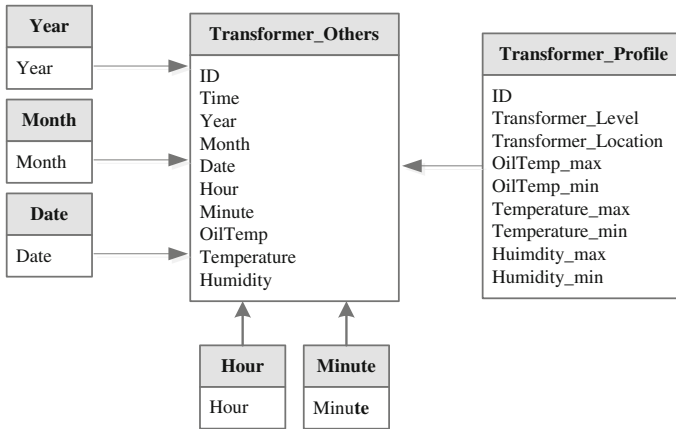 Year
Year
Month
Month
Date
Date
Transformer_Others
ID
Time
Year
Month
Date
Hour
Minute
OilTemp
Temperature
Humidity
Transformer_Profile
ID
Transformer_Level
Transformer_Location
OilTemp_max
OilTemp_min
Temperature_max
Temperature_min
Huimdity_max
Humidity_min
Hour
Hour
Minute
Minute